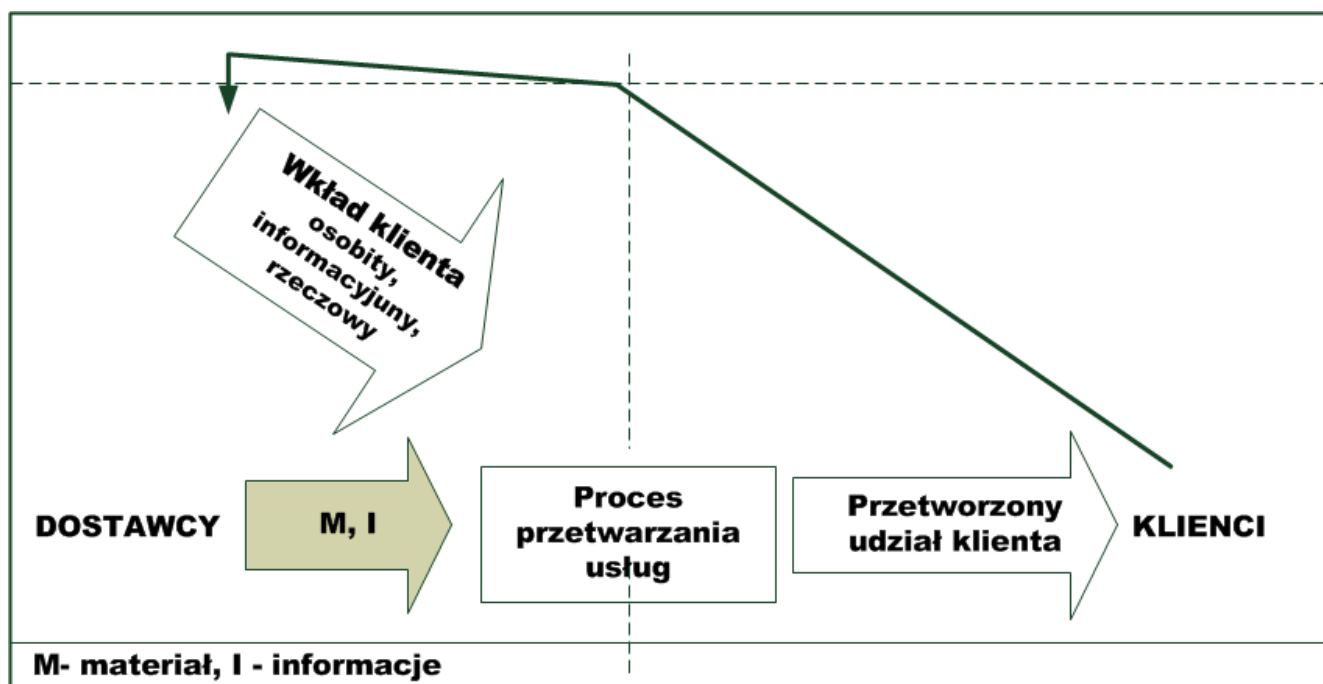 Wkład klienta
osobity,
informacyjuny,
rzeczowy
DOSTAWCY
M, I
Proces
przetwarzania
usług
Przetworzony
udział klienta
KLIENCI
M- materiał, I - informacje